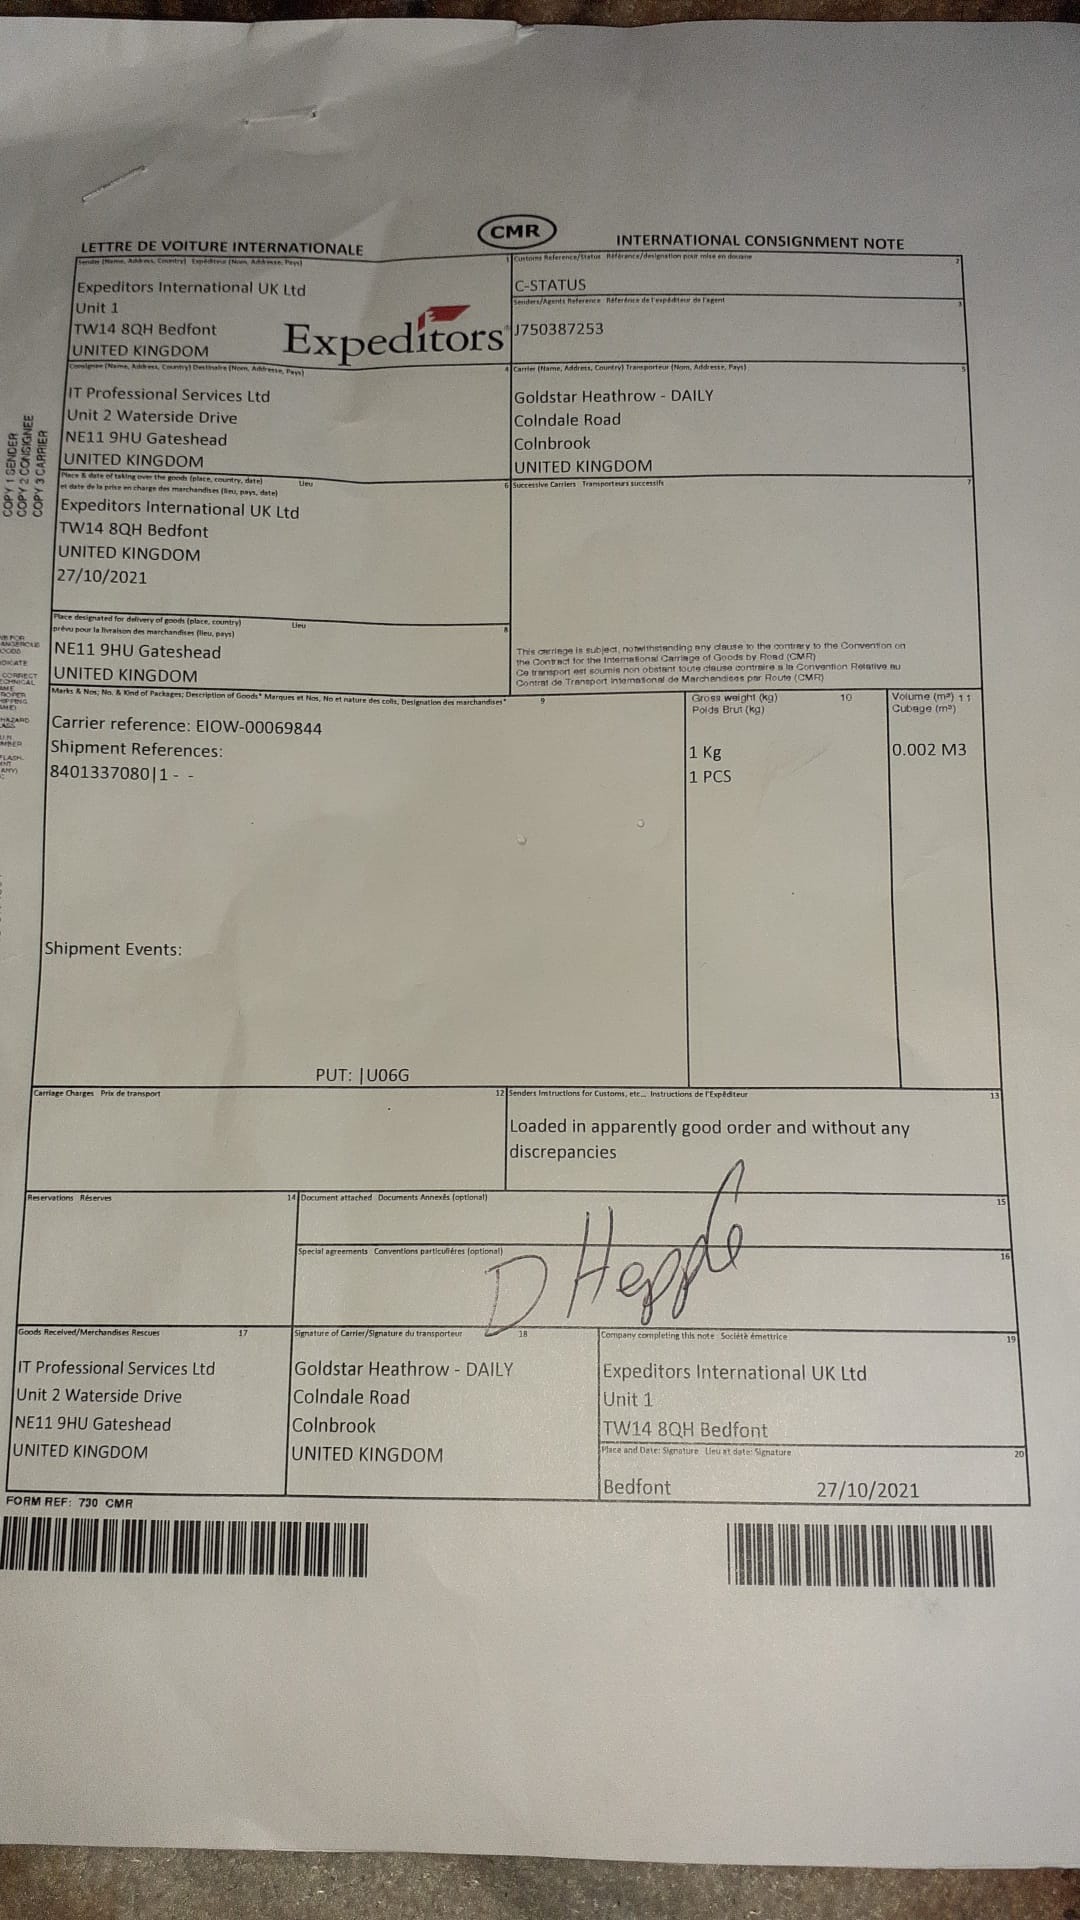 LETTRE DE VOITURE INTERNATIONALE
CMR
INTERNATIONAL CONSIGNMENT NOTE
Sender (Name, Address, Country) Expéditeur (Nom, Addresse, Pays) 1
Expeditors International UK Ltd
Unit 1
TW14 8QH Bedfont
UNITED KINGDOM
Expeditors
Customs Reference/Status Référence/designation pour mise en douane 2
C-STATUS
Senders/Agents Reference Référence de l'expéditeur de l'agent 3
J750387253
Consignee (Name, Address, Country) Destinaire (Nom, Addresse, Pays) 4
IT Professional Services Ltd
Unit 2 Waterside Drive
NE11 9HU Gateshead
UNITED KINGDOM
Carrier (Name, Address, Country) Transporteur (Nom, Addresse, Pays) 5
Goldstar Heathrow - DAILY
Colndale Road
Colnbrook
UNITED KINGDOM
COPY 1 SENDER
COPY 2 CONSIGNEE
COPY 3 CARRIER
Place & date of taking over the goods (place, country, date) Lieu 6
et date de la prise en charge des marchandises (lieu, pays, date)
Expeditors International UK Ltd
TW14 8QH Bedfont
UNITED KINGDOM
27/10/2021
Successive Carriers Transporteurs successifs 7
Place designated for delivery of goods (place, country) Lieu 8
prévu pour la livraison des marchandises (lieu, pays)
NE11 9HU Gateshead
UNITED KINGDOM
This carriage is subject, notwithstanding any clause to the contrary to the Convention on
the Contract for the International Carriage of Goods by Road (CMR)
Ce transport est soumis non obstant toute clause contraire a la Convention Relative au
Contrat de Transport International de Marchandises par Route (CMR)
Marks & Nos; No. & Kind of Packages; Description of Goods* Marques et Nos, No et nature des colis, Designation des marchandises* 9
Carrier reference: EIOW-00069844
Shipment References:
8401337080|1 - -
Gross weight (kg) 10
Poids Brut (kg)
1 Kg
1 PCS
Volume (m³) 11
Cubage (m³)
0.002 M3
Shipment Events:
PUT: |U06G
Carriage Charges Prix de transport 12
Senders Instructions for Customs, etc... Instructions de l'Expéditeur 13
Loaded in apparently good order and without any
discrepancies
Reservations Réserves 14
Document attached Documents Annexés (optional) 15
Special agreements Conventions particulières (optional) 16
D Hepple
Goods Received/Merchandises Rescues 17
IT Professional Services Ltd
Unit 2 Waterside Drive
NE11 9HU Gateshead
UNITED KINGDOM
Signature of Carrier/Signature du transporteur 18
Goldstar Heathrow - DAILY
Colndale Road
Colnbrook
UNITED KINGDOM
Company completing this note Société émettrice 19
Expeditors International UK Ltd
Unit 1
TW14 8QH Bedfont
Place and Date: Signature Lieu at date: Signature 20
Bedfont 27/10/2021
FORM REF: 730 CMR